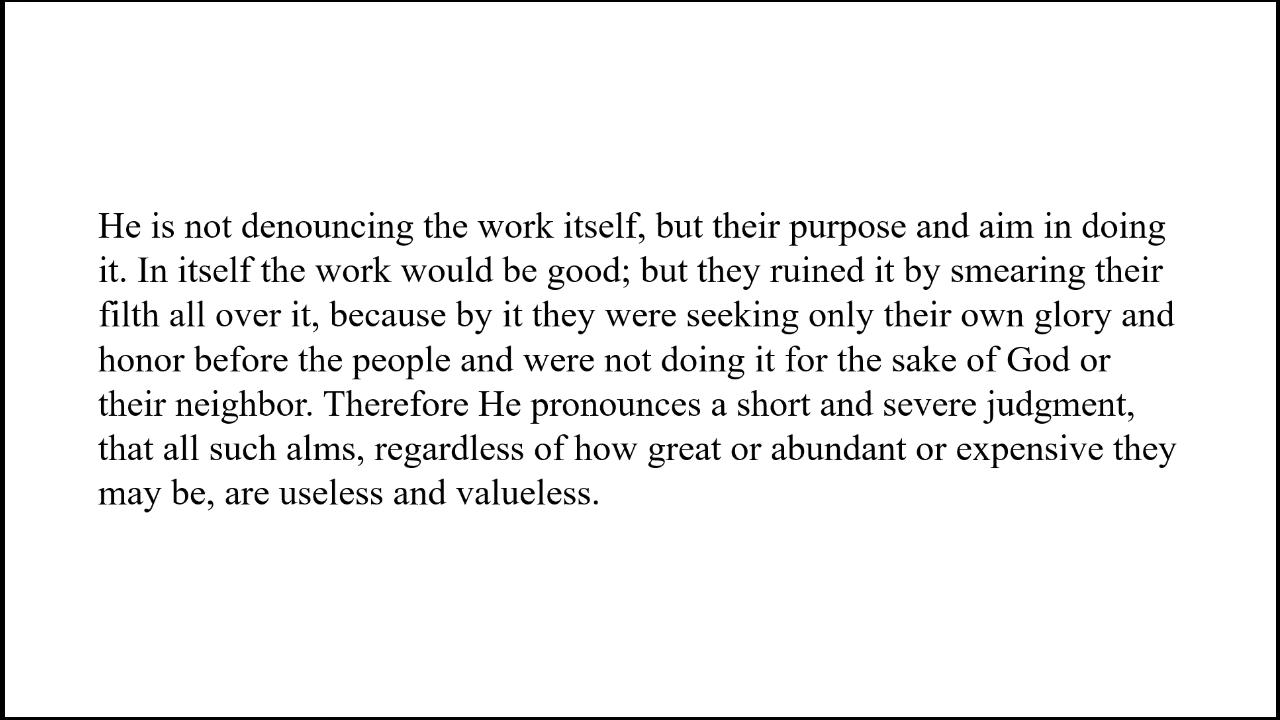 He is not denouncing the work itself, but their purpose and aim in doing
it. In itself the work would be good; but they ruined it by smearing their
filth all over it, because by it they were seeking only their own glory and
honor before the people and were not doing it for the sake of God or
their neighbor. Therefore He pronounces a short and severe judgment,
that all such alms, regardless of how great or abundant or expensive they
may be, are useless and valueless.